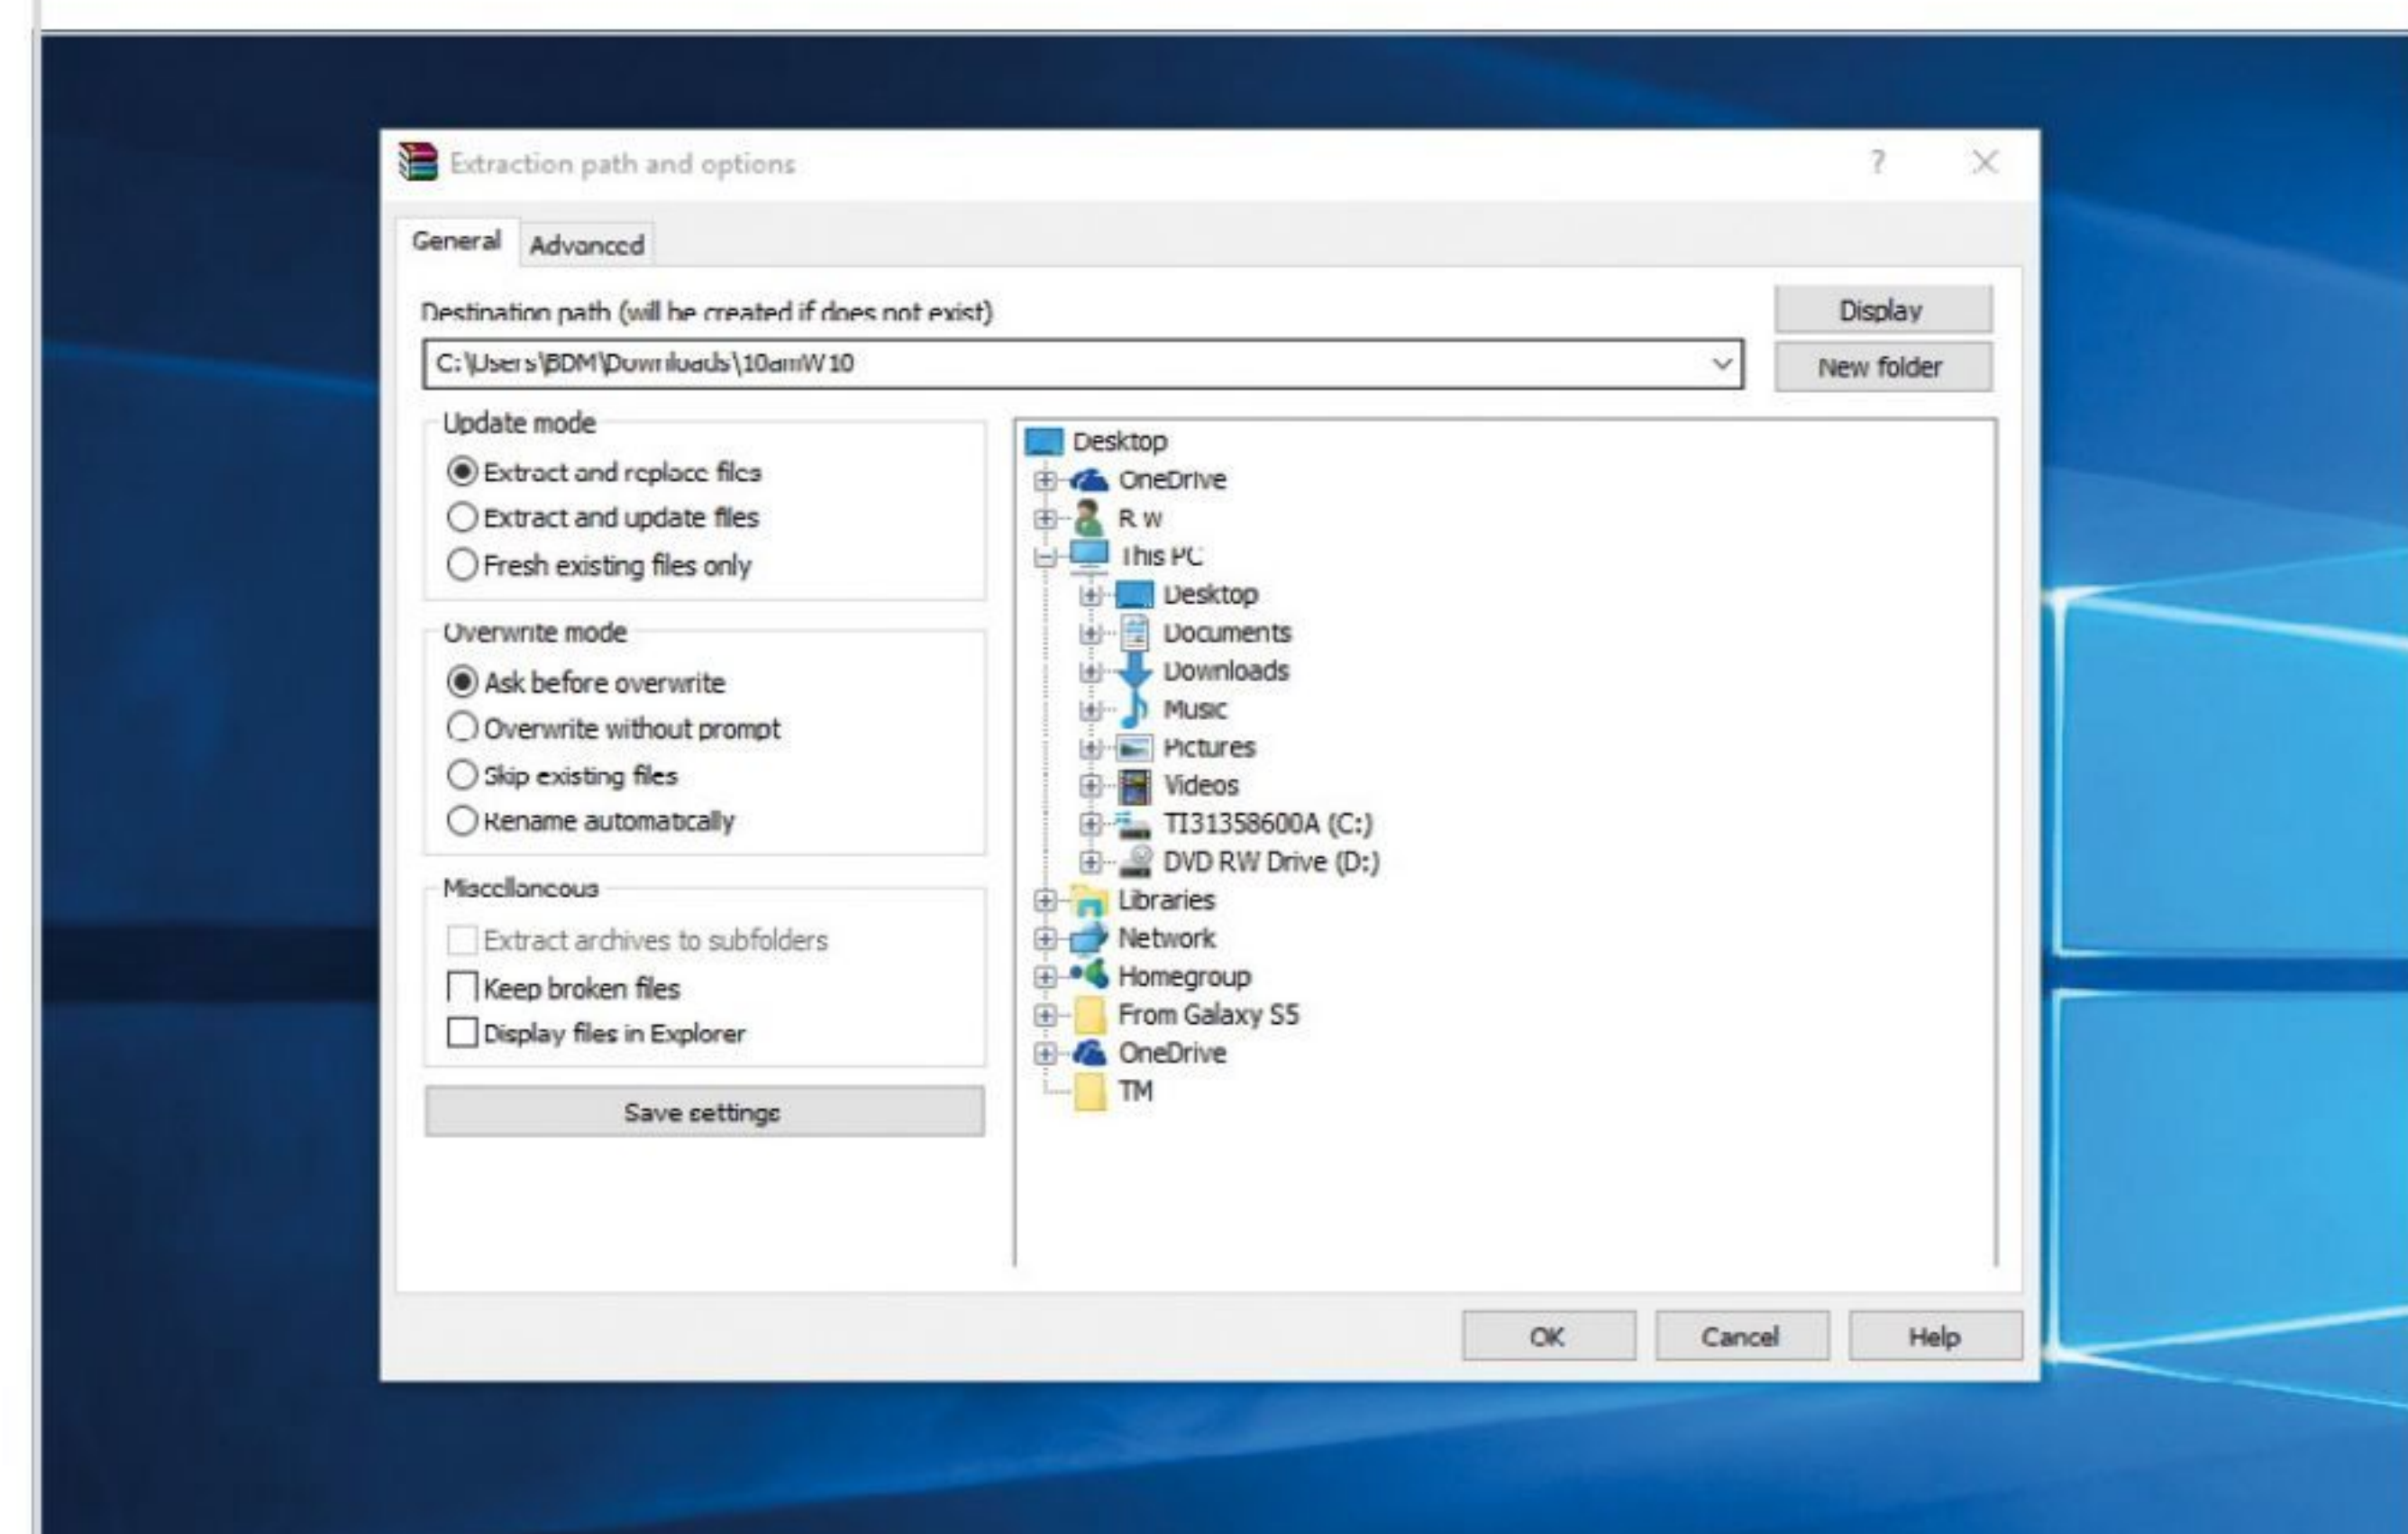 Extraction path and options
General
Advanced
Destination path (will be created if does not exist)
Display
C:\Users\BDM\Downloads\10amW10
New folder
Update mode
Extract and replace files
Extract and update files
Fresh existing files only
Overwrite mode
Ask before overwrite
Overwrite without prompt
Skip existing files
Rename automatically
Miscellaneous
Extract archives to subfolders
Keep broken files
Display files in Explorer
Save settings
Desktop
OneDrive
R w
This PC
Desktop
Documents
Downloads
Music
Pictures
Videos
TI31358600A (C:)
DVD RW Drive (D:)
Libraries
Network
Homegroup
From Galaxy S5
OneDrive
TM
OK
Cancel
Help